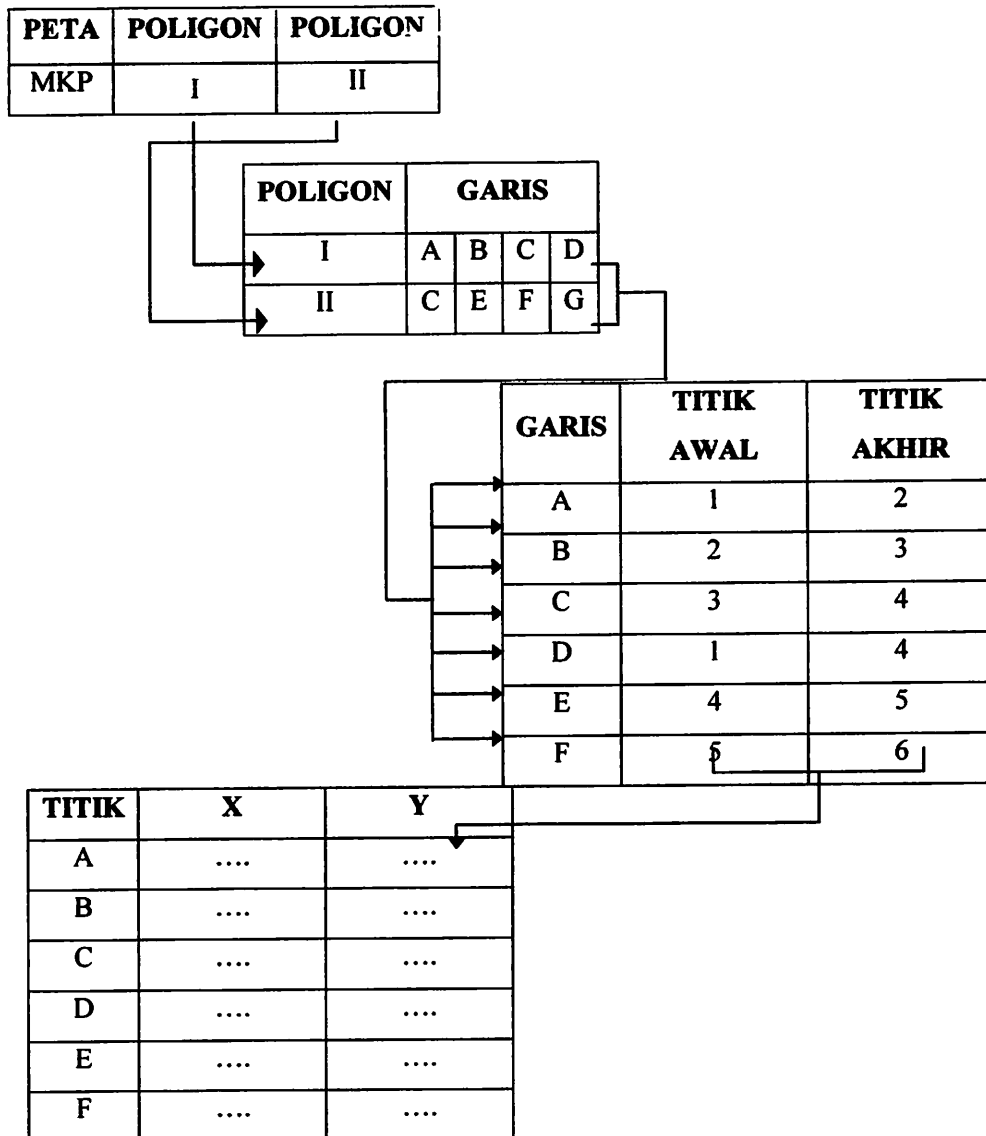 PETA POLIGON POLIGON
MKP I II
POLIGON GARIS
I A B C D
II C E F G
GARIS TITIK AWAL TITIK AKHIR
A 1 2
B 2 3
C 3 4
D 1 4
E 4 5
F 5 6
TITIK X Y
A .... ....
B .... ....
C .... ....
D .... ....
E .... ....
F .... ....